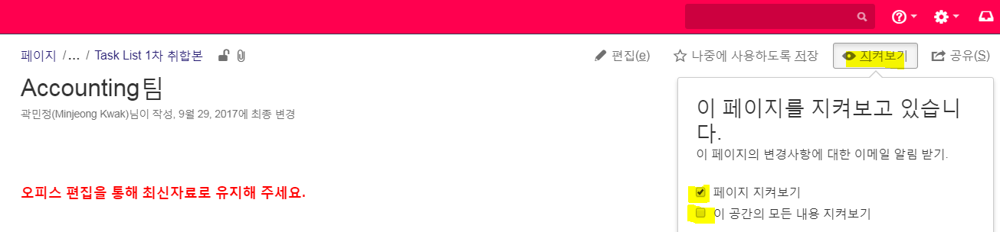 페이지 /... / Task List 1차 취합본
편집(e) 나중에 사용하도록 저장 지켜보기 공유(S)
Accounting팀
곽민정(Minjeong Kwak)님이 작성, 9월 29, 2017에 최종 변경
오피스 편집을 통해 최신자료로 유지해 주세요.
이 페이지를 지켜보고 있습니
다.
이 페이지의 변경사항에 대한 이메일 알림 받기.
페이지 지켜보기
이 공간의 모든 내용 지켜보기